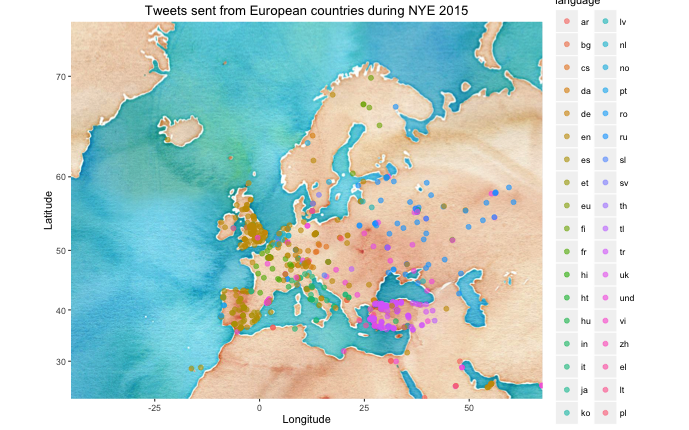 Tweets sent from European countries during NYE 2015
language
ar lv
bg nl
cs no
da pt
de ro
en ru
es sl
et sv
eu th
fi tl
fr tr
hi uk
ht und
hu vi
in zh
it el
ja lt
ko pl
70
60
50
40
30
Latitude
-25 0 25 50
Longitude